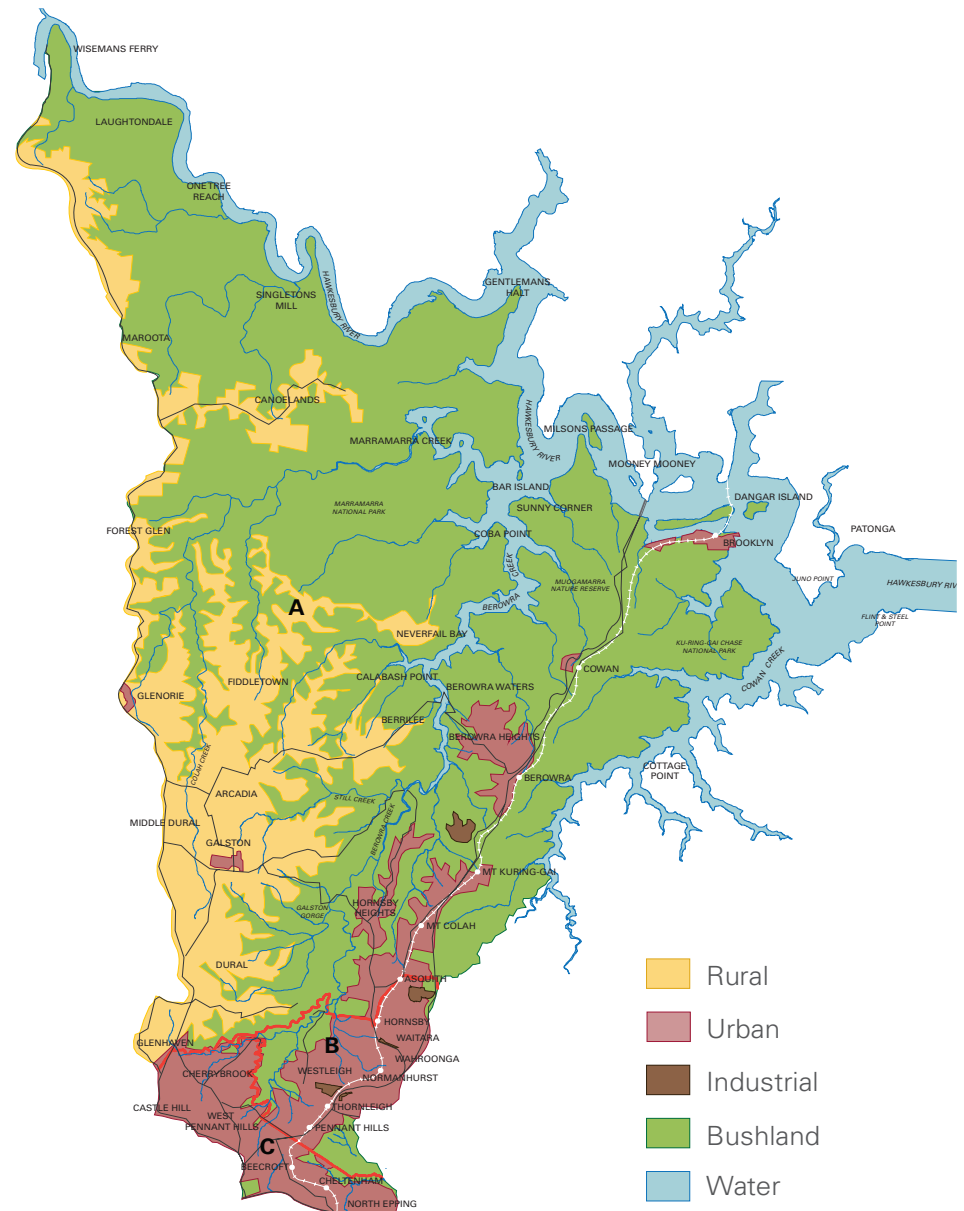 WISEMANS FERRY
LAUGHTONDALE
ONE TREE
REACH
GENTLEMANS
HALT
SINGLETONS
MILL
HAWKESBURY RIVER
MAROOTA
CANOELANDS
HAWKESBURY RIVER
MILSONS PASSAGE
MARRAMARRA CREEK
MOONEY MOONEY
BAR ISLAND
DANGAR ISLAND
MARRAMARRA
NATIONAL PARK
SUNNY CORNER
FOREST GLEN
COBA POINT
PATONGA
BROOKLYN
CREEK
BEROWRA
MUOGAMARRA
NATURE RESERVE
JUNO POINT
HAWKESBURY RIV
A
FLINT & STEEL
POINT
NEVERFAIL BAY
KU-RING-GAI CHASE
NATIONAL PARK
COWAN CREEK
COWAN
CALABASH POINT
FIDDLETOWN
BEROWRA WATERS
GLENORIE
BERRILEE
BEROWRA HEIGHTS
COLAH CREEK
COTTAGE
POINT
BEROWRA
ARCADIA
STILL CREEK
BEROWRA CREEK
MIDDLE DURAL
GALSTON
MT KURING-GAI
GALSTON
GORGE
HORNSBY
HEIGHTS
MT COLAH
DURAL
ASQUITH
HORNSBY
WAITARA
GLENHAVEN
B
WAHROONGA
CHERRYBROOK
WESTLEIGH
NORMANHURST
CASTLE HILL
THORNLEIGH
WEST
PENNANT HILLS
PENNANT HILLS
C
BEECROFT
CHELTENHAM
NORTH EPPING
Rural
Urban
Industrial
Bushland
Water